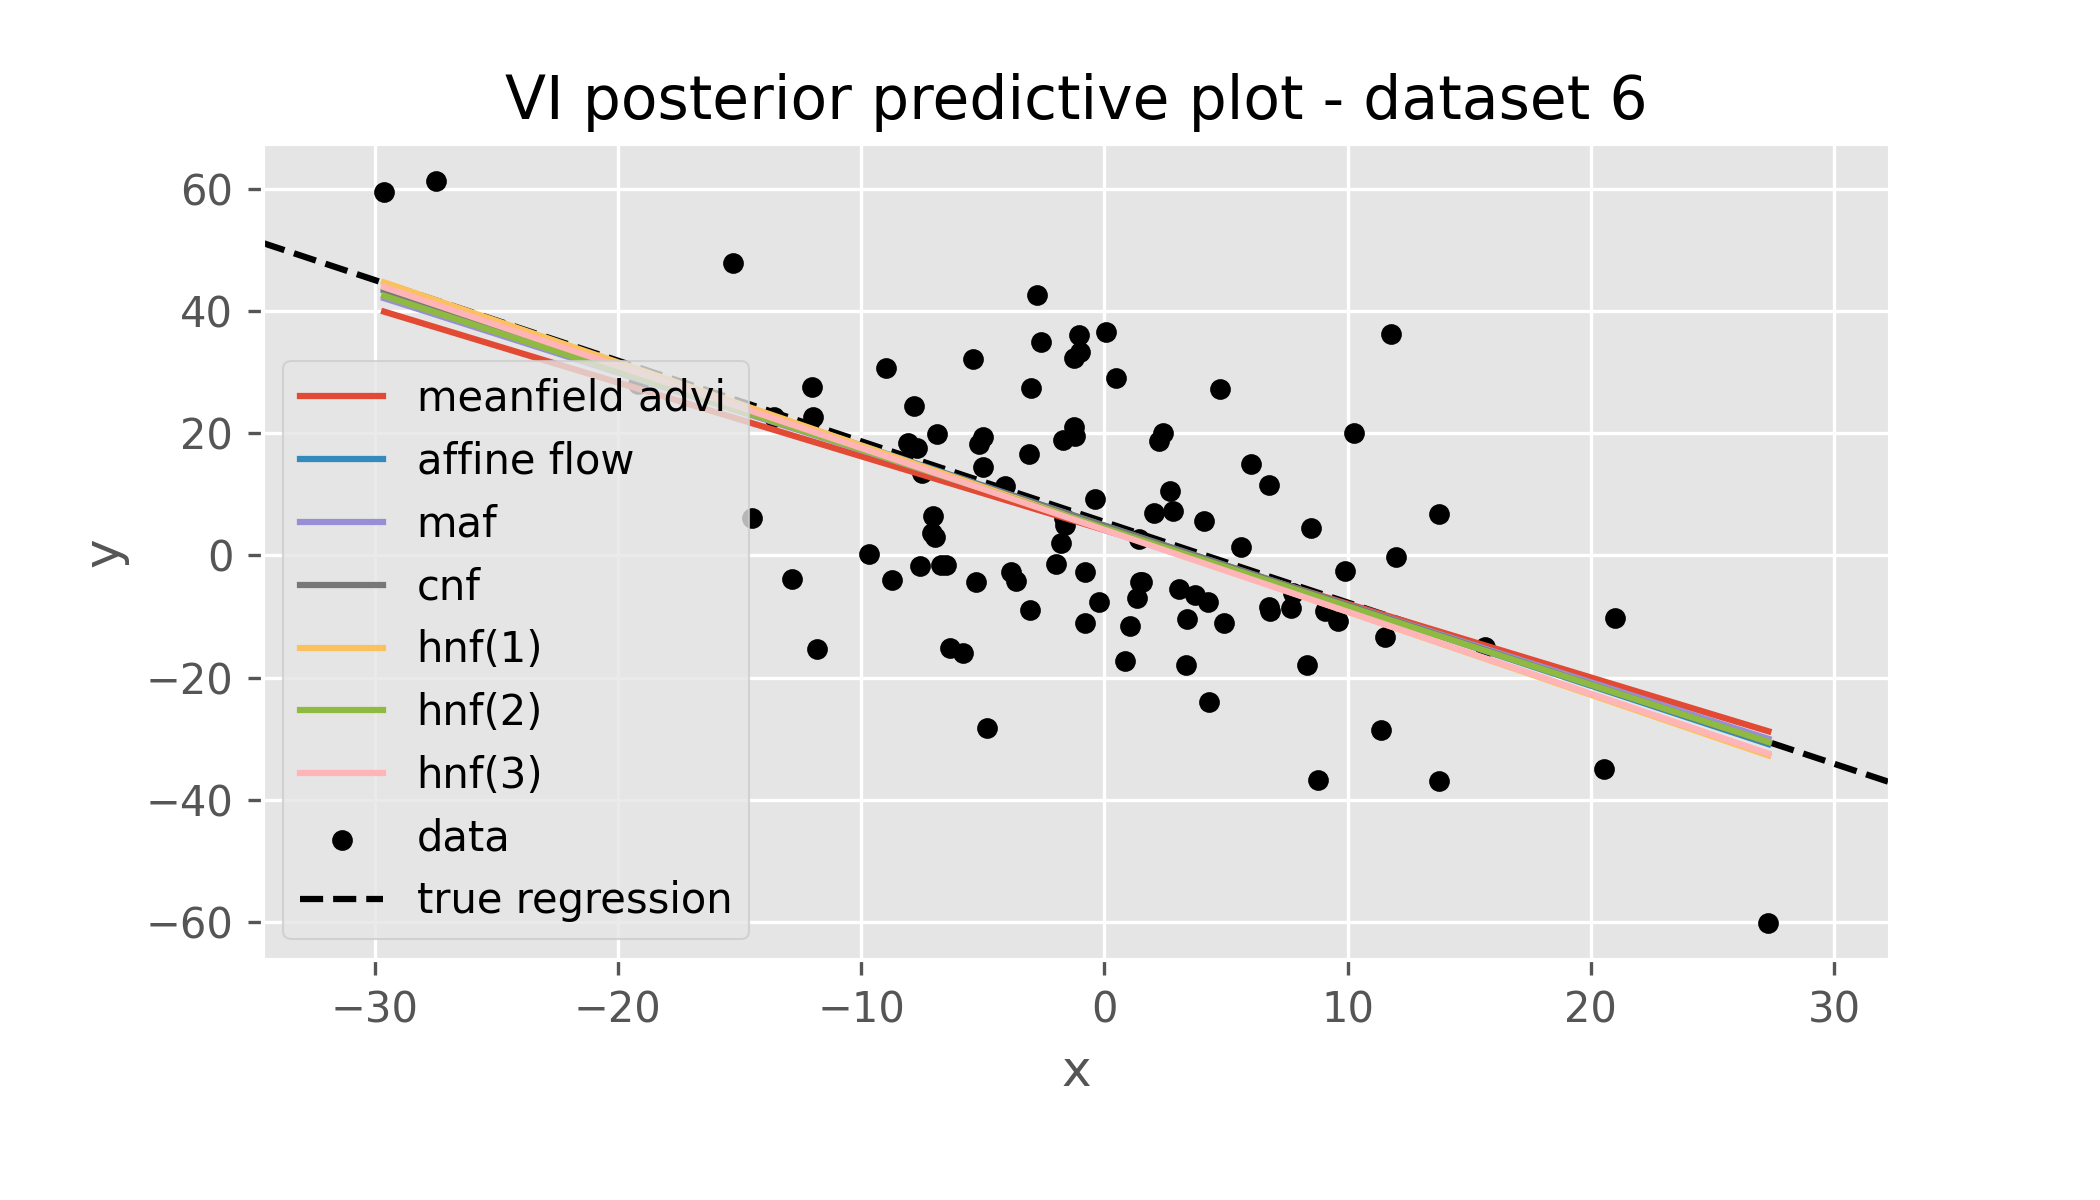 VI posterior predictive plot - dataset 6
60
40
20
0
−20
−40
−60
y
meanfield advi
affine flow
maf
cnf
hnf(1)
hnf(2)
hnf(3)
data
true regression
−30 −20 −10 0 10 20 30
x